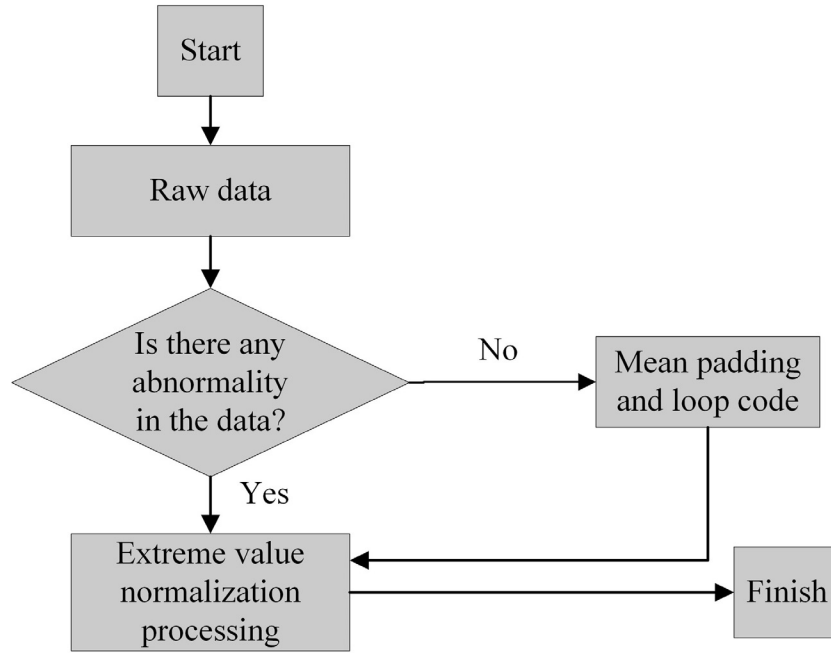 Start
Raw data
Is there any
abnormality
in the data?
No
Mean padding
and loop code
Yes
Extreme value
normalization
processing
Finish